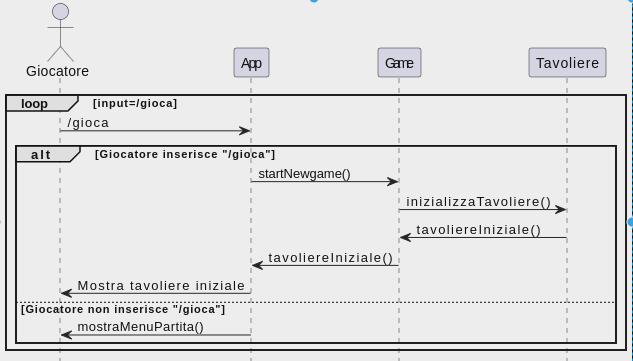 Giocatore
App
Game
Tavoliere
loop
[input=/gioca]
/gioca
alt
[Giocatore inserisce "/gioca"]
startNewgame()
inizializzaTavoliere()
tavoliereIniziale()
tavoliereIniziale()
Mostra tavoliere iniziale
[Giocatore non inserisce "/gioca"]
mostraMenuPartita()